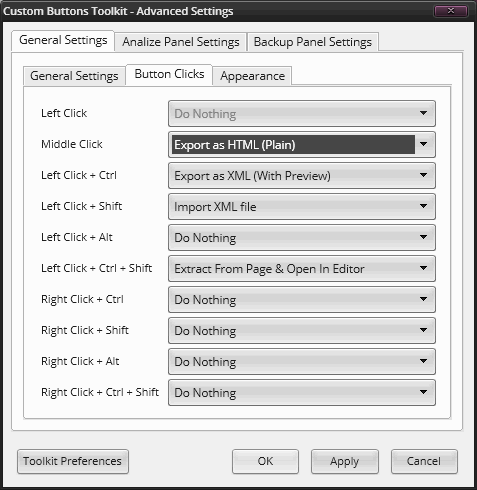 Custom Buttons Toolkit - Advanced Settings
General Settings Analize Panel Settings Backup Panel Settings
General Settings Button Clicks Appearance
Left Click Do Nothing
Middle Click Export as HTML (Plain)
Left Click + Ctrl Export as XML (With Preview)
Left Click + Shift Import XML file
Left Click + Alt Do Nothing
Left Click + Ctrl + Shift Extract From Page & Open In Editor
Right Click + Ctrl Do Nothing
Right Click + Shift Do Nothing
Right Click + Alt Do Nothing
Right Click + Ctrl + Shift Do Nothing
Toolkit Preferences OK Apply Cancel